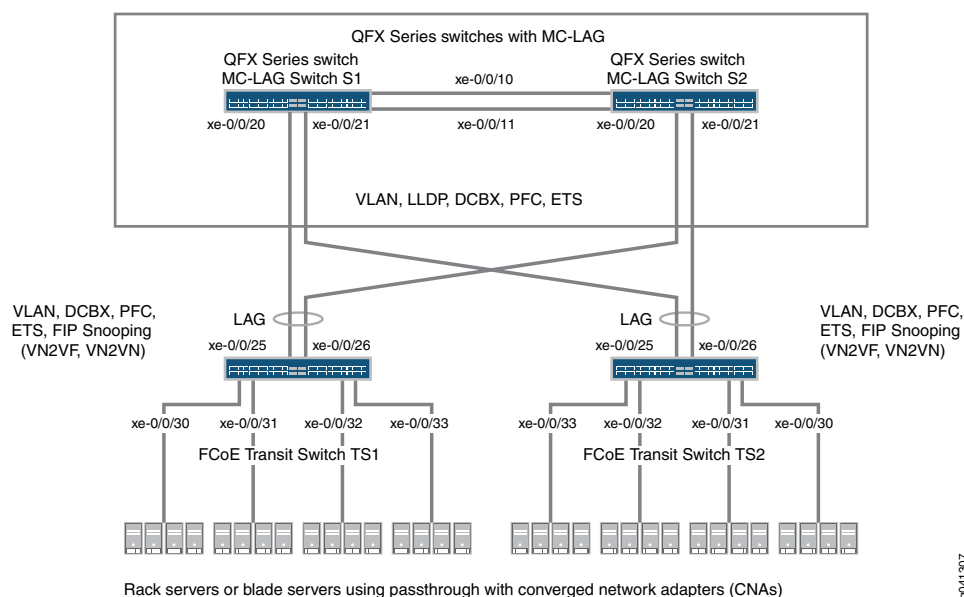 QFX Series switches with MC-LAG
QFX Series switch
MC-LAG Switch S1
QFX Series switch
MC-LAG Switch S2
xe-0/0/10
xe-0/0/20
xe-0/0/21
xe-0/0/11
xe-0/0/20
xe-0/0/21
VLAN, LLDP, DCBX, PFC, ETS
VLAN, DCBX, PFC,
ETS, FIP Snooping
(VN2VF, VN2VN)
LAG
LAG
VLAN, DCBX, PFC,
ETS, FIP Snooping
(VN2VF, VN2VN)
xe-0/0/25
xe-0/0/26
xe-0/0/25
xe-0/0/26
xe-0/0/30
xe-0/0/31
xe-0/0/32
xe-0/0/33
xe-0/0/33
xe-0/0/32
xe-0/0/31
xe-0/0/30
FCoE Transit Switch TS1
FCoE Transit Switch TS2
Rack servers or blade servers using passthrough with converged network adapters (CNAs)
g041307